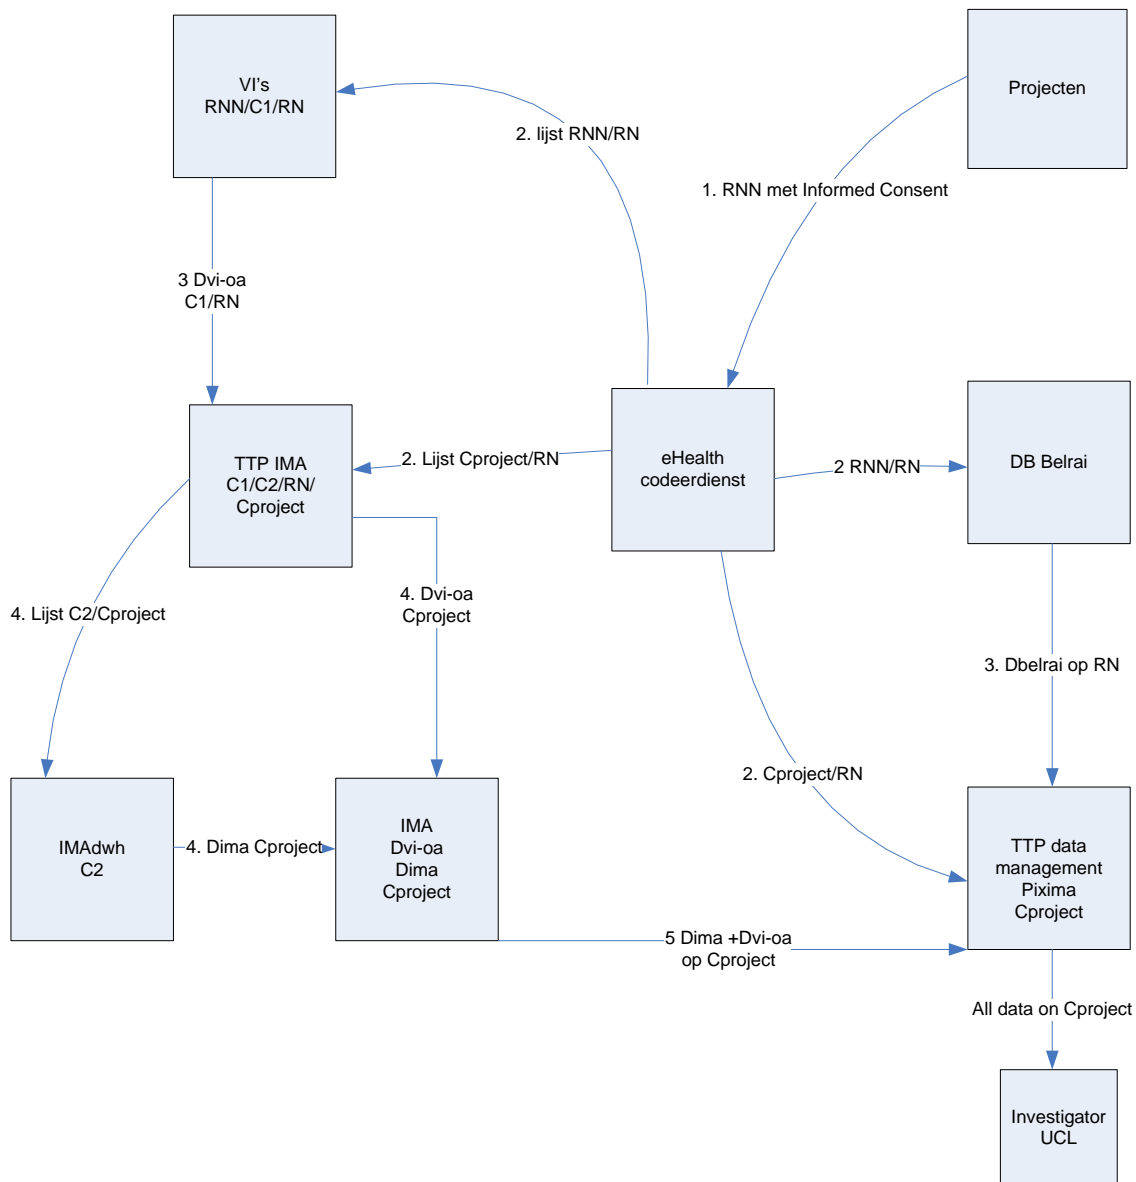 VI's
RNN/C1/RN
Projecten
2. lijst RNN/RN
1. RNN met Informed Consent
3 Dvi-oa
C1/RN
TTP IMA
C1/C2/RN/
Cproject
2. Lijst Cproject/RN
eHealth
codeerdienst
2 RNN/RN
DB Belrai
4. Lijst C2/Cproject
4. Dvi-oa
Cproject
3. Dbelrai op RN
2. Cproject/RN
IMAdwh
C2
4. Dima Cproject
IMA
Dvi-oa
Dima
Cproject
TTP data
management
Pixima
Cproject
5 Dima +Dvi-oa
op Cproject
All data on Cproject
Investigator
UCL